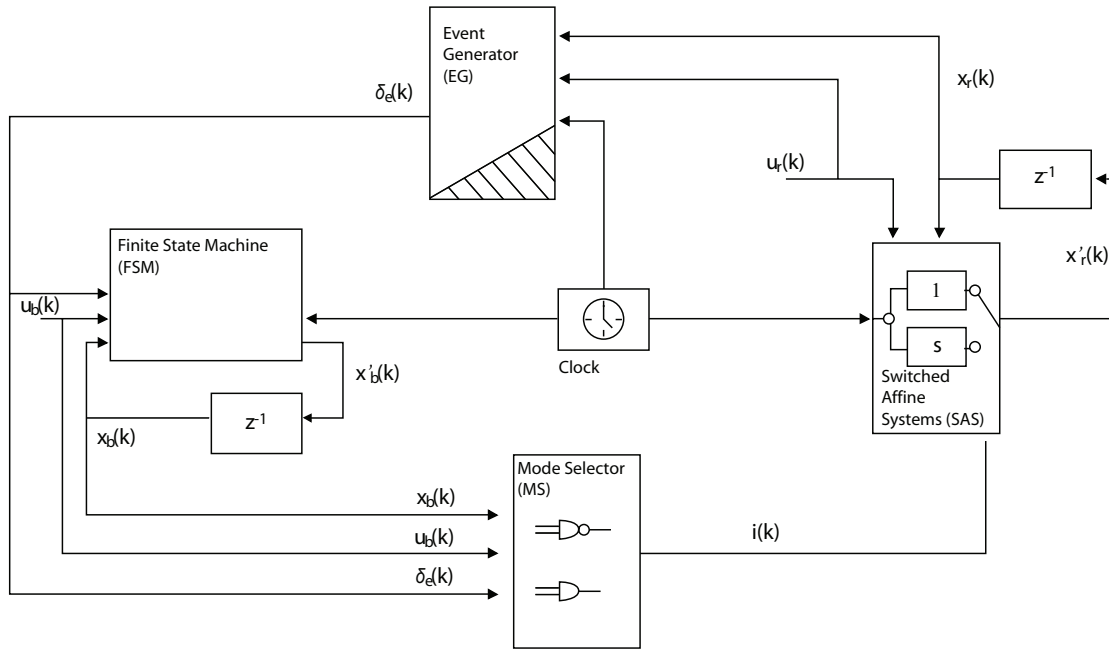 Event
Generator
(EG)
δe(k)
xr(k)
ur(k)
z-1
x'r(k)
Finite State Machine
(FSM)
ub(k)
Clock
1
s
Switched
Affine
Systems (SAS)
x'b(k)
z-1
xb(k)
Mode Selector
(MS)
xb(k)
ub(k)
δe(k)
i(k)